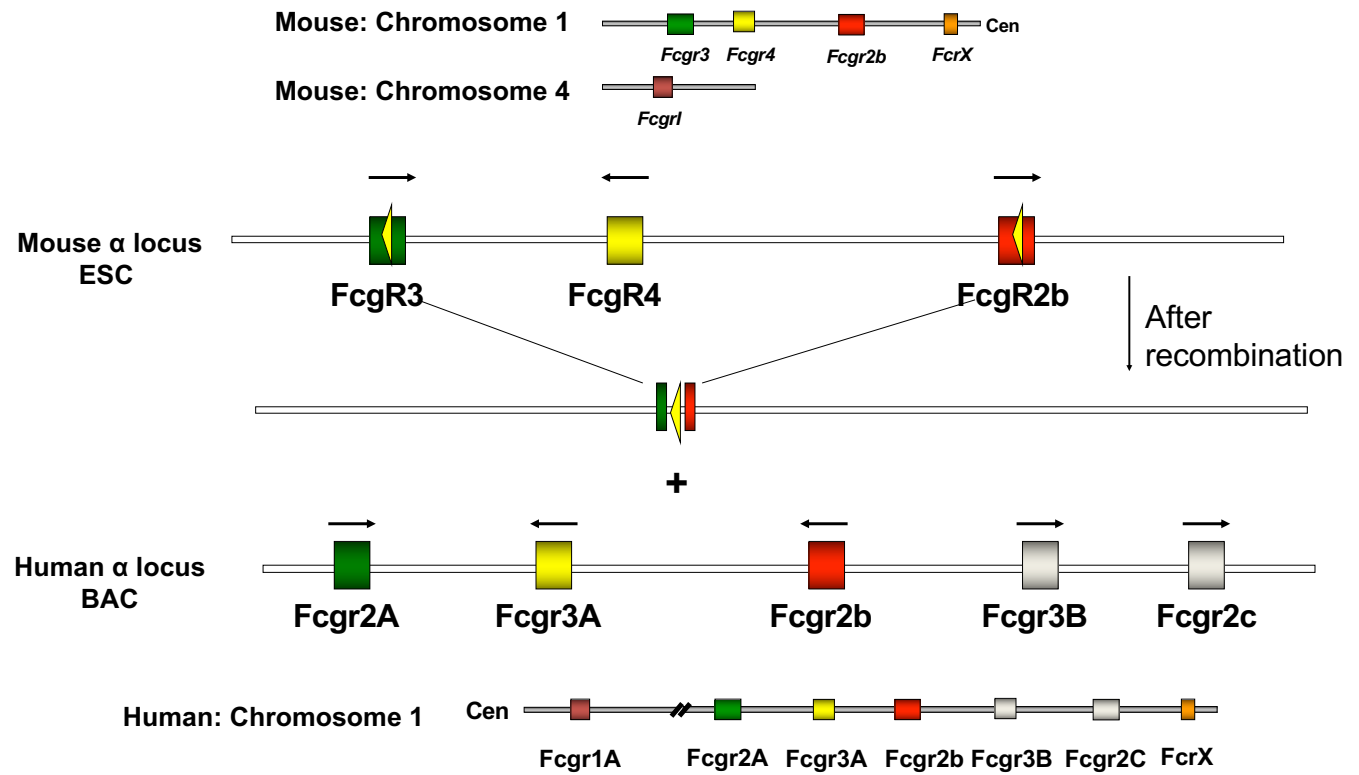 Mouse: Chromosome 1
Cen
Fcgr3 Fcgr4 Fcgr2b FcrX
Mouse: Chromosome 4
FcgrI
Mouse α locus
ESC
FcgR3 FcgR4 FcgR2b
After
recombination
+
Human α locus
BAC
Fcgr2A Fcgr3A Fcgr2b Fcgr3B Fcgr2c
Human: Chromosome 1
Cen
Fcgr1A Fcgr2A Fcgr3A Fcgr2b Fcgr3B Fcgr2C FcrX